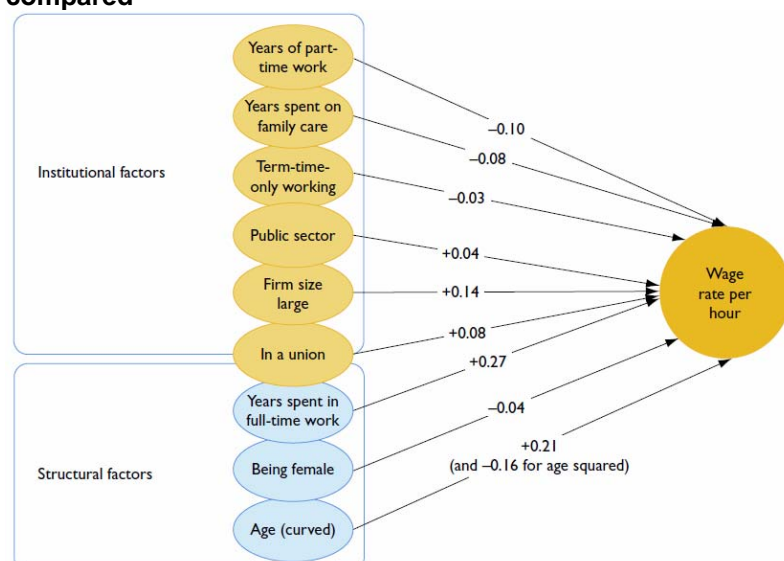 compared
Years of part-
time work
Years spent on
family care
Institutional factors
Term-time-
only working
Public sector
Firm size
large
In a union
Years spent in
full-time work
Being female
Structural factors
Age (curved)
–0.10
–0.08
–0.03
+0.04
+0.14
+0.08
+0.27
–0.04
+0.21
(and –0.16 for age squared)
Wage
rate per
hour